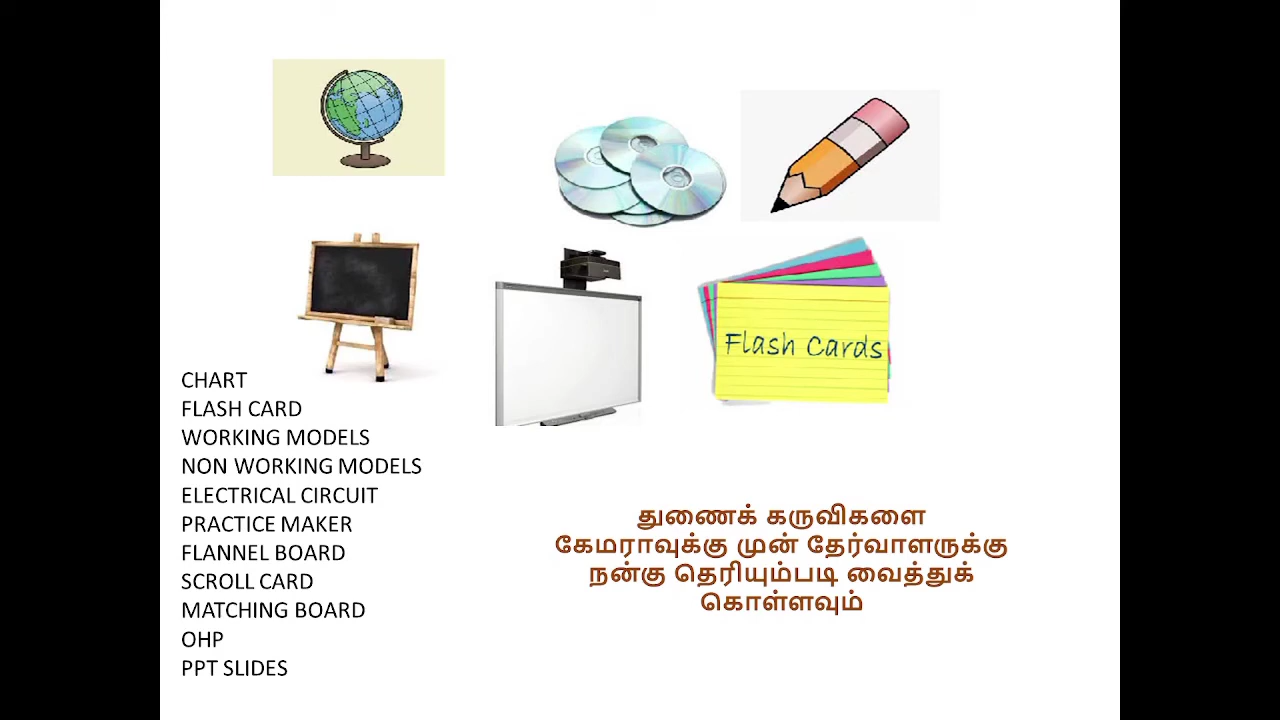 Flash Cards
CHART
FLASH CARD
WORKING MODELS
NON WORKING MODELS
ELECTRICAL CIRCUIT
PRACTICE MAKER
FLANNEL BOARD
SCROLL CARD
MATCHING BOARD
OHP
PPT SLIDES
துணைக் கருவிகளை
கேமராவுக்கு முன் தேர்வாளருக்கு
நன்கு தெரியும்படி வைத்துக்
கொள்ளவும்